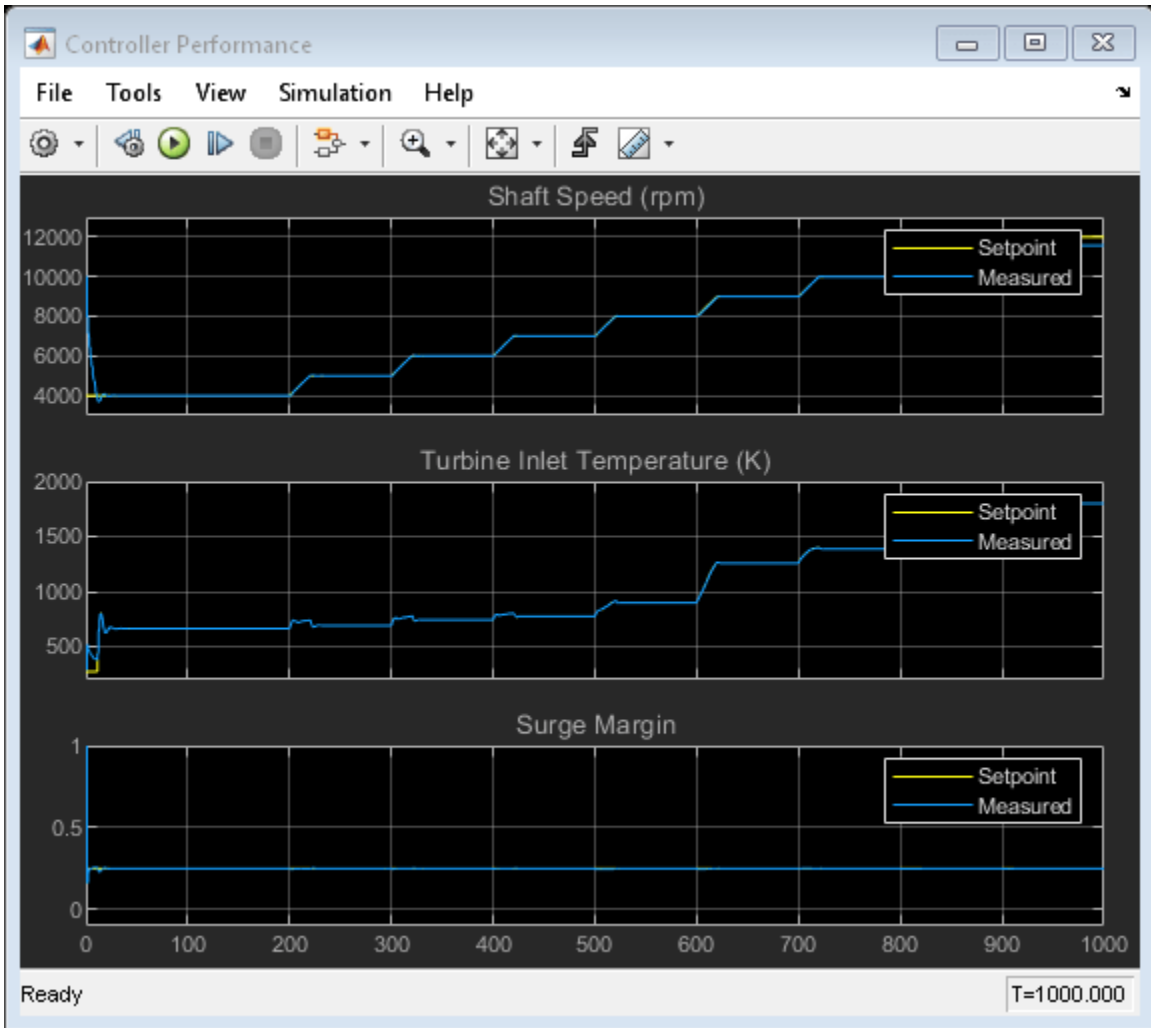 Controller Performance
File Tools View Simulation Help
Shaft Speed (rpm)
12000
10000
8000
6000
4000
Setpoint
Measured
Turbine Inlet Temperature (K)
2000
1500
1000
500
Setpoint
Measured
Surge Margin
1
0.5
0
Setpoint
Measured
0 100 200 300 400 500 600 700 800 900 1000
Ready T=1000.000